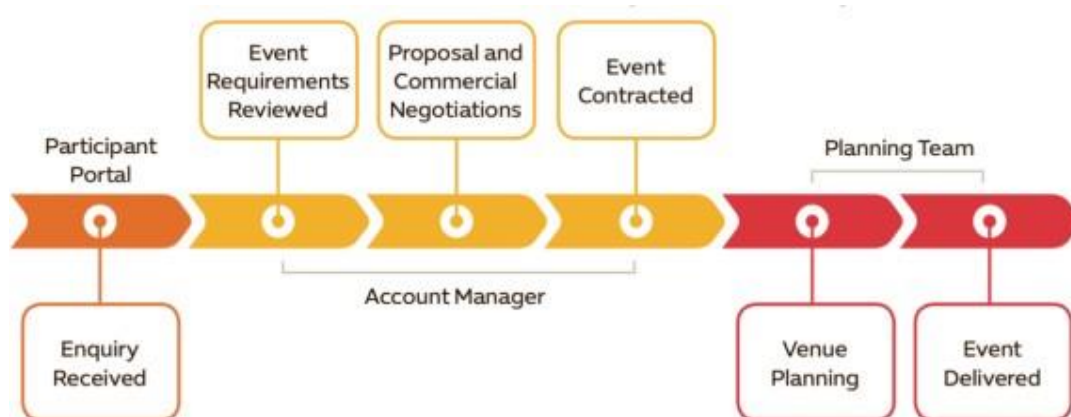 Participant
Portal
Enquiry
Received
Event
Requirements
Reviewed
Proposal and
Commercial
Negotiations
Event
Contracted
Account Manager
Planning Team
Venue
Planning
Event
Delivered